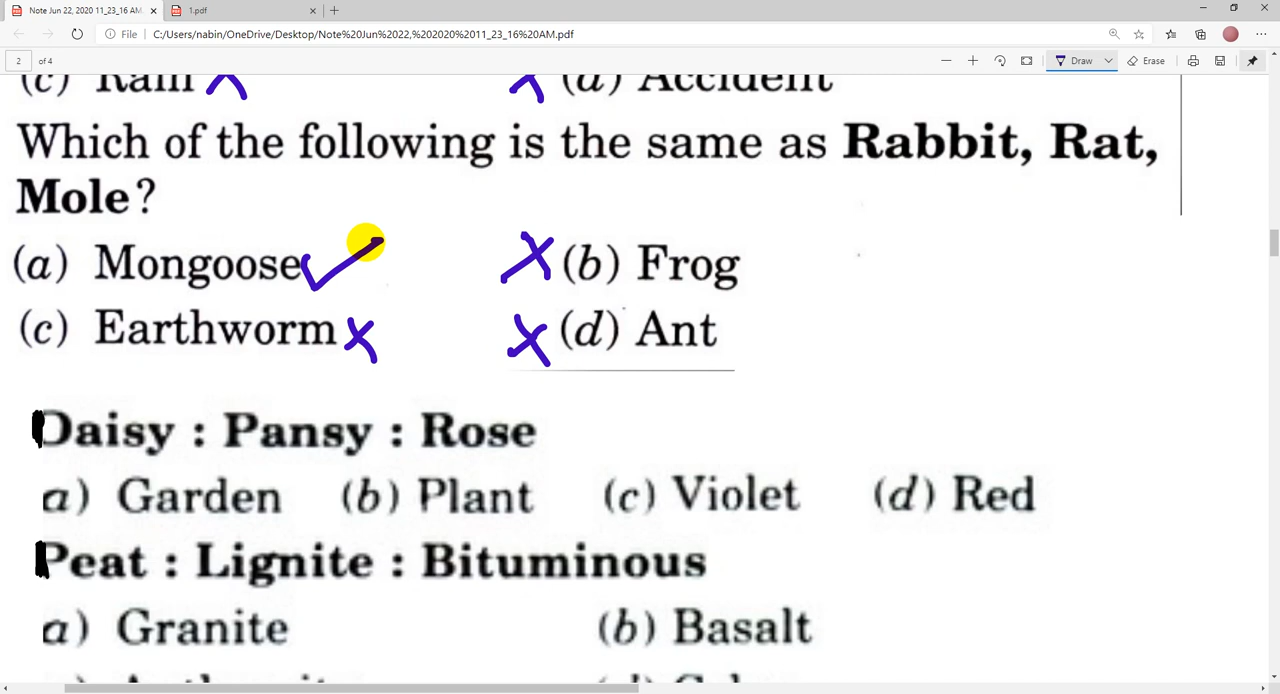 Note Jun 22, 2020 11_23_16 AM.
1.pdf
File
C:/Users/nabin/OneDrive/Desktop/Note%20Jun%2022,%202020%2011_23_16%20AM.pdf
2 of 4
Draw
Erase
(c) Rain (d) Accident
Which of the following is the same as Rabbit, Rat,
Mole?
(a) Mongoose (b) Frog
(c) Earthworm (d) Ant
Daisy : Pansy : Rose
a) Garden (b) Plant (c) Violet (d) Red
Peat : Lignite : Bituminous
a) Granite (b) Basalt